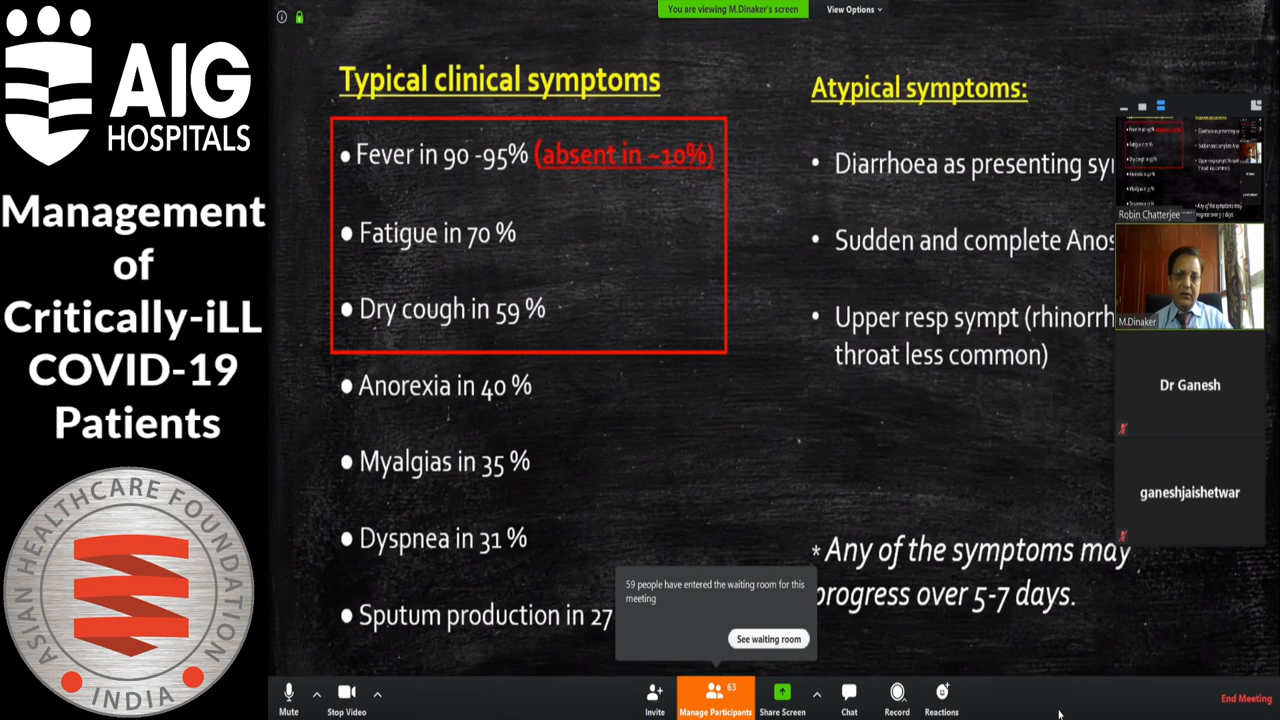 AIG
HOSPITALS
Management
of
Critically-iLL
COVID-19
Patients
ASIAN HEALTHCARE FOUNDATION
INDIA
You are viewing M.Dinaker's screen
View Options
Typical clinical symptoms
● Fever in 90 -95% (absent in ~10%)
● Fatigue in 70 %
● Dry cough in 59 %
● Anorexia in 40 %
● Myalgias in 35 %
● Dyspnea in 31 %
● Sputum production in 27
Atypical symptoms:
• Diarrhoea as presenting
• Sudden and complete
• Upper resp sympt
throat less common)
* Any of the symptoms may
progress over 5-7 days.
Robin Chatterjee
M.Dinaker
Dr Ganesh
ganeshjaishetwar
59 people have entered the waiting room for this
meeting
See waiting room
Mute
Stop Video
Invite
63
Manage Participants
Share Screen
Chat
Record
Reactions
End Meeting